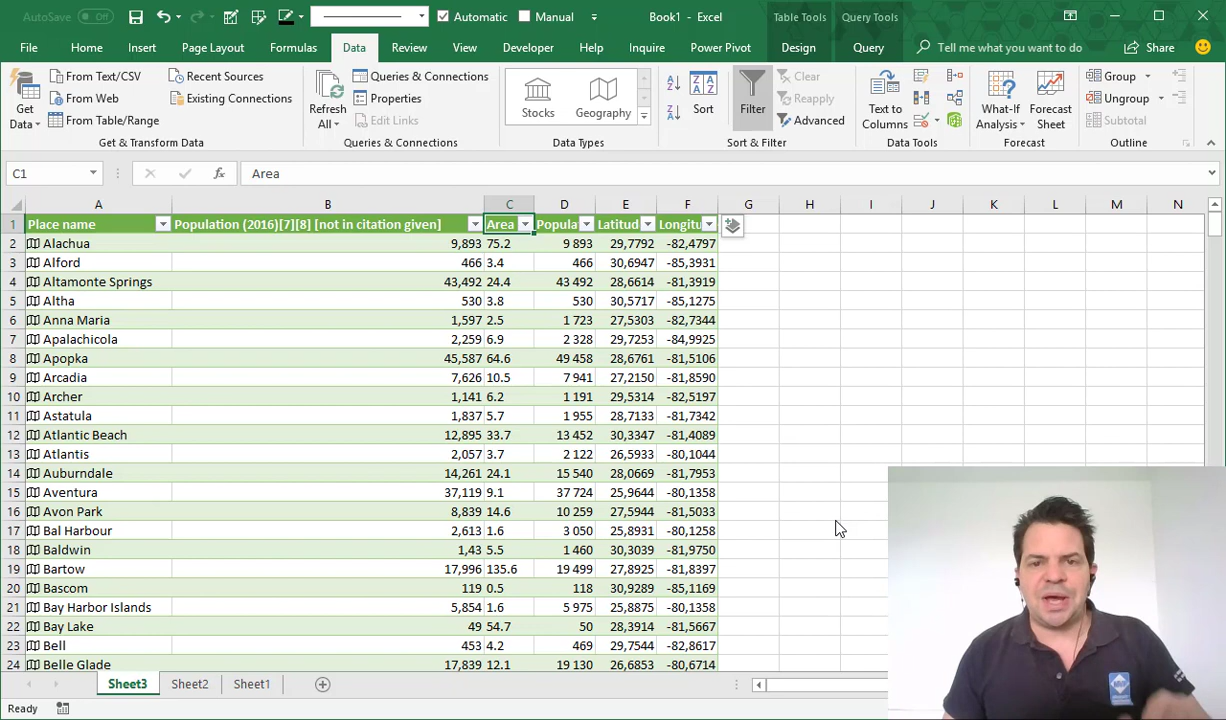 AutoSave Off Automatic Manual Book1 - Excel Table Tools Query Tools
File Home Insert Page Layout Formulas Data Review View Developer Help Inquire Power Pivot Design Query Tell me what you want to do Share
Get Data From Text/CSV Recent Sources Refresh All Queries & Connections Stocks Geography Sort Filter Clear Text to Columns What-If Analysis Forecast Sheet Group
From Web Existing Connections Properties Reapply Ungroup
From Table/Range Edit Links Advanced Subtotal
Get & Transform Data Queries & Connections Data Types Sort & Filter Data Tools Forecast Outline
C1 fx Area
A B C D E F G H I J K L M N
1 Place name Population (2016)[7][8] [not in citation given] Area Popula Latitud Longitu
2 Alachua 9,893 75.2 9 893 29,7792 -82,4797
3 Alford 466 3.4 466 30,6947 -85,3931
4 Altamonte Springs 43,492 24.4 43 492 28,6614 -81,3919
5 Altha 530 3.8 530 30,5717 -85,1275
6 Anna Maria 1,597 2.5 1 723 27,5303 -82,7344
7 Apalachicola 2,259 6.9 2 328 29,7253 -84,9925
8 Apopka 45,587 64.6 49 458 28,6761 -81,5106
9 Arcadia 7,626 10.5 7 941 27,2150 -81,8590
10 Archer 1,141 6.2 1 191 29,5314 -82,5197
11 Astatula 1,837 5.7 1 955 28,7133 -81,7342
12 Atlantic Beach 12,895 33.7 13 452 30,3347 -81,4089
13 Atlantis 2,057 3.7 2 122 26,5933 -80,1044
14 Auburndale 14,261 24.1 15 540 28,0669 -81,7953
15 Aventura 37,119 9.1 37 724 25,9644 -80,1358
16 Avon Park 8,839 14.6 10 259 27,5944 -81,5033
17 Bal Harbour 2,613 1.6 3 050 25,8931 -80,1258
18 Baldwin 1,43 5.5 1 460 30,3039 -81,9750
19 Bartow 17,996 135.6 19 499 27,8925 -81,8397
20 Bascom 119 0.5 118 30,9289 -85,1169
21 Bay Harbor Islands 5,854 1.6 5 975 25,8875 -80,1358
22 Bay Lake 49 54.7 50 28,3914 -81,5667
23 Bell 453 4.2 469 29,7544 -82,8617
24 Belle Glade 17,839 12.1 19 130 26,6853 -80,6714
Sheet3 Sheet2 Sheet1
Ready